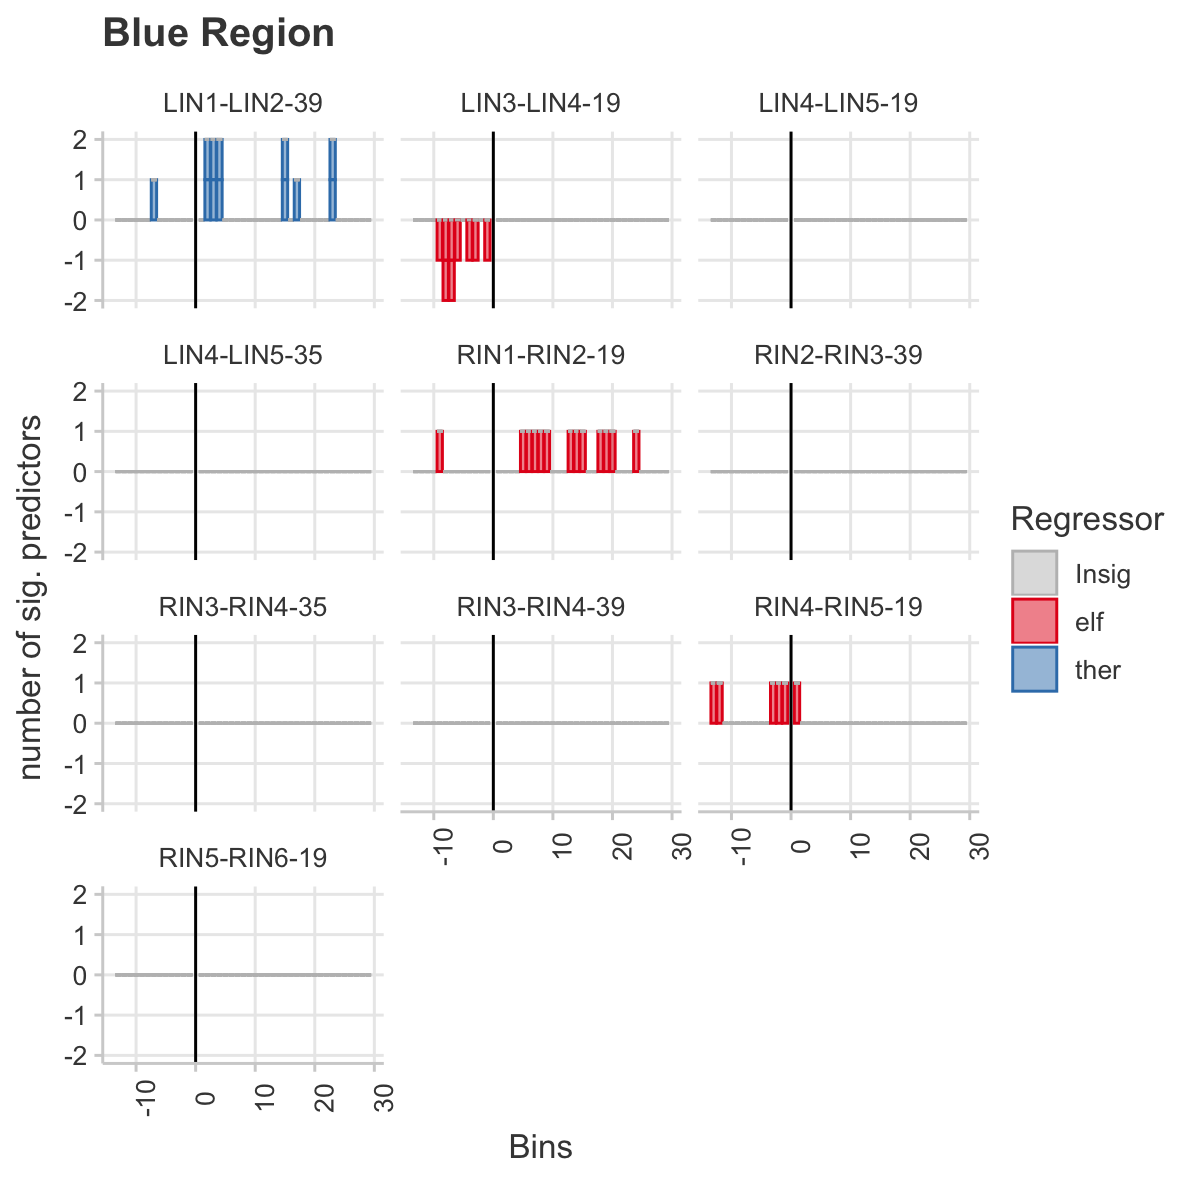 Blue Region
LIN1-LIN2-39
LIN3-LIN4-19
LIN4-LIN5-19
2
1
0
-1
-2
LIN4-LIN5-35
RIN1-RIN2-19
RIN2-RIN3-39
2
1
0
-1
-2
number of sig. predictors
RIN3-RIN4-35
RIN3-RIN4-39
RIN4-RIN5-19
2
1
0
-1
-2
-10
0
10
20
30
-10
0
10
20
30
RIN5-RIN6-19
2
1
0
-1
-2
-10
0
10
20
30
Bins
Regressor
Insig
elf
ther